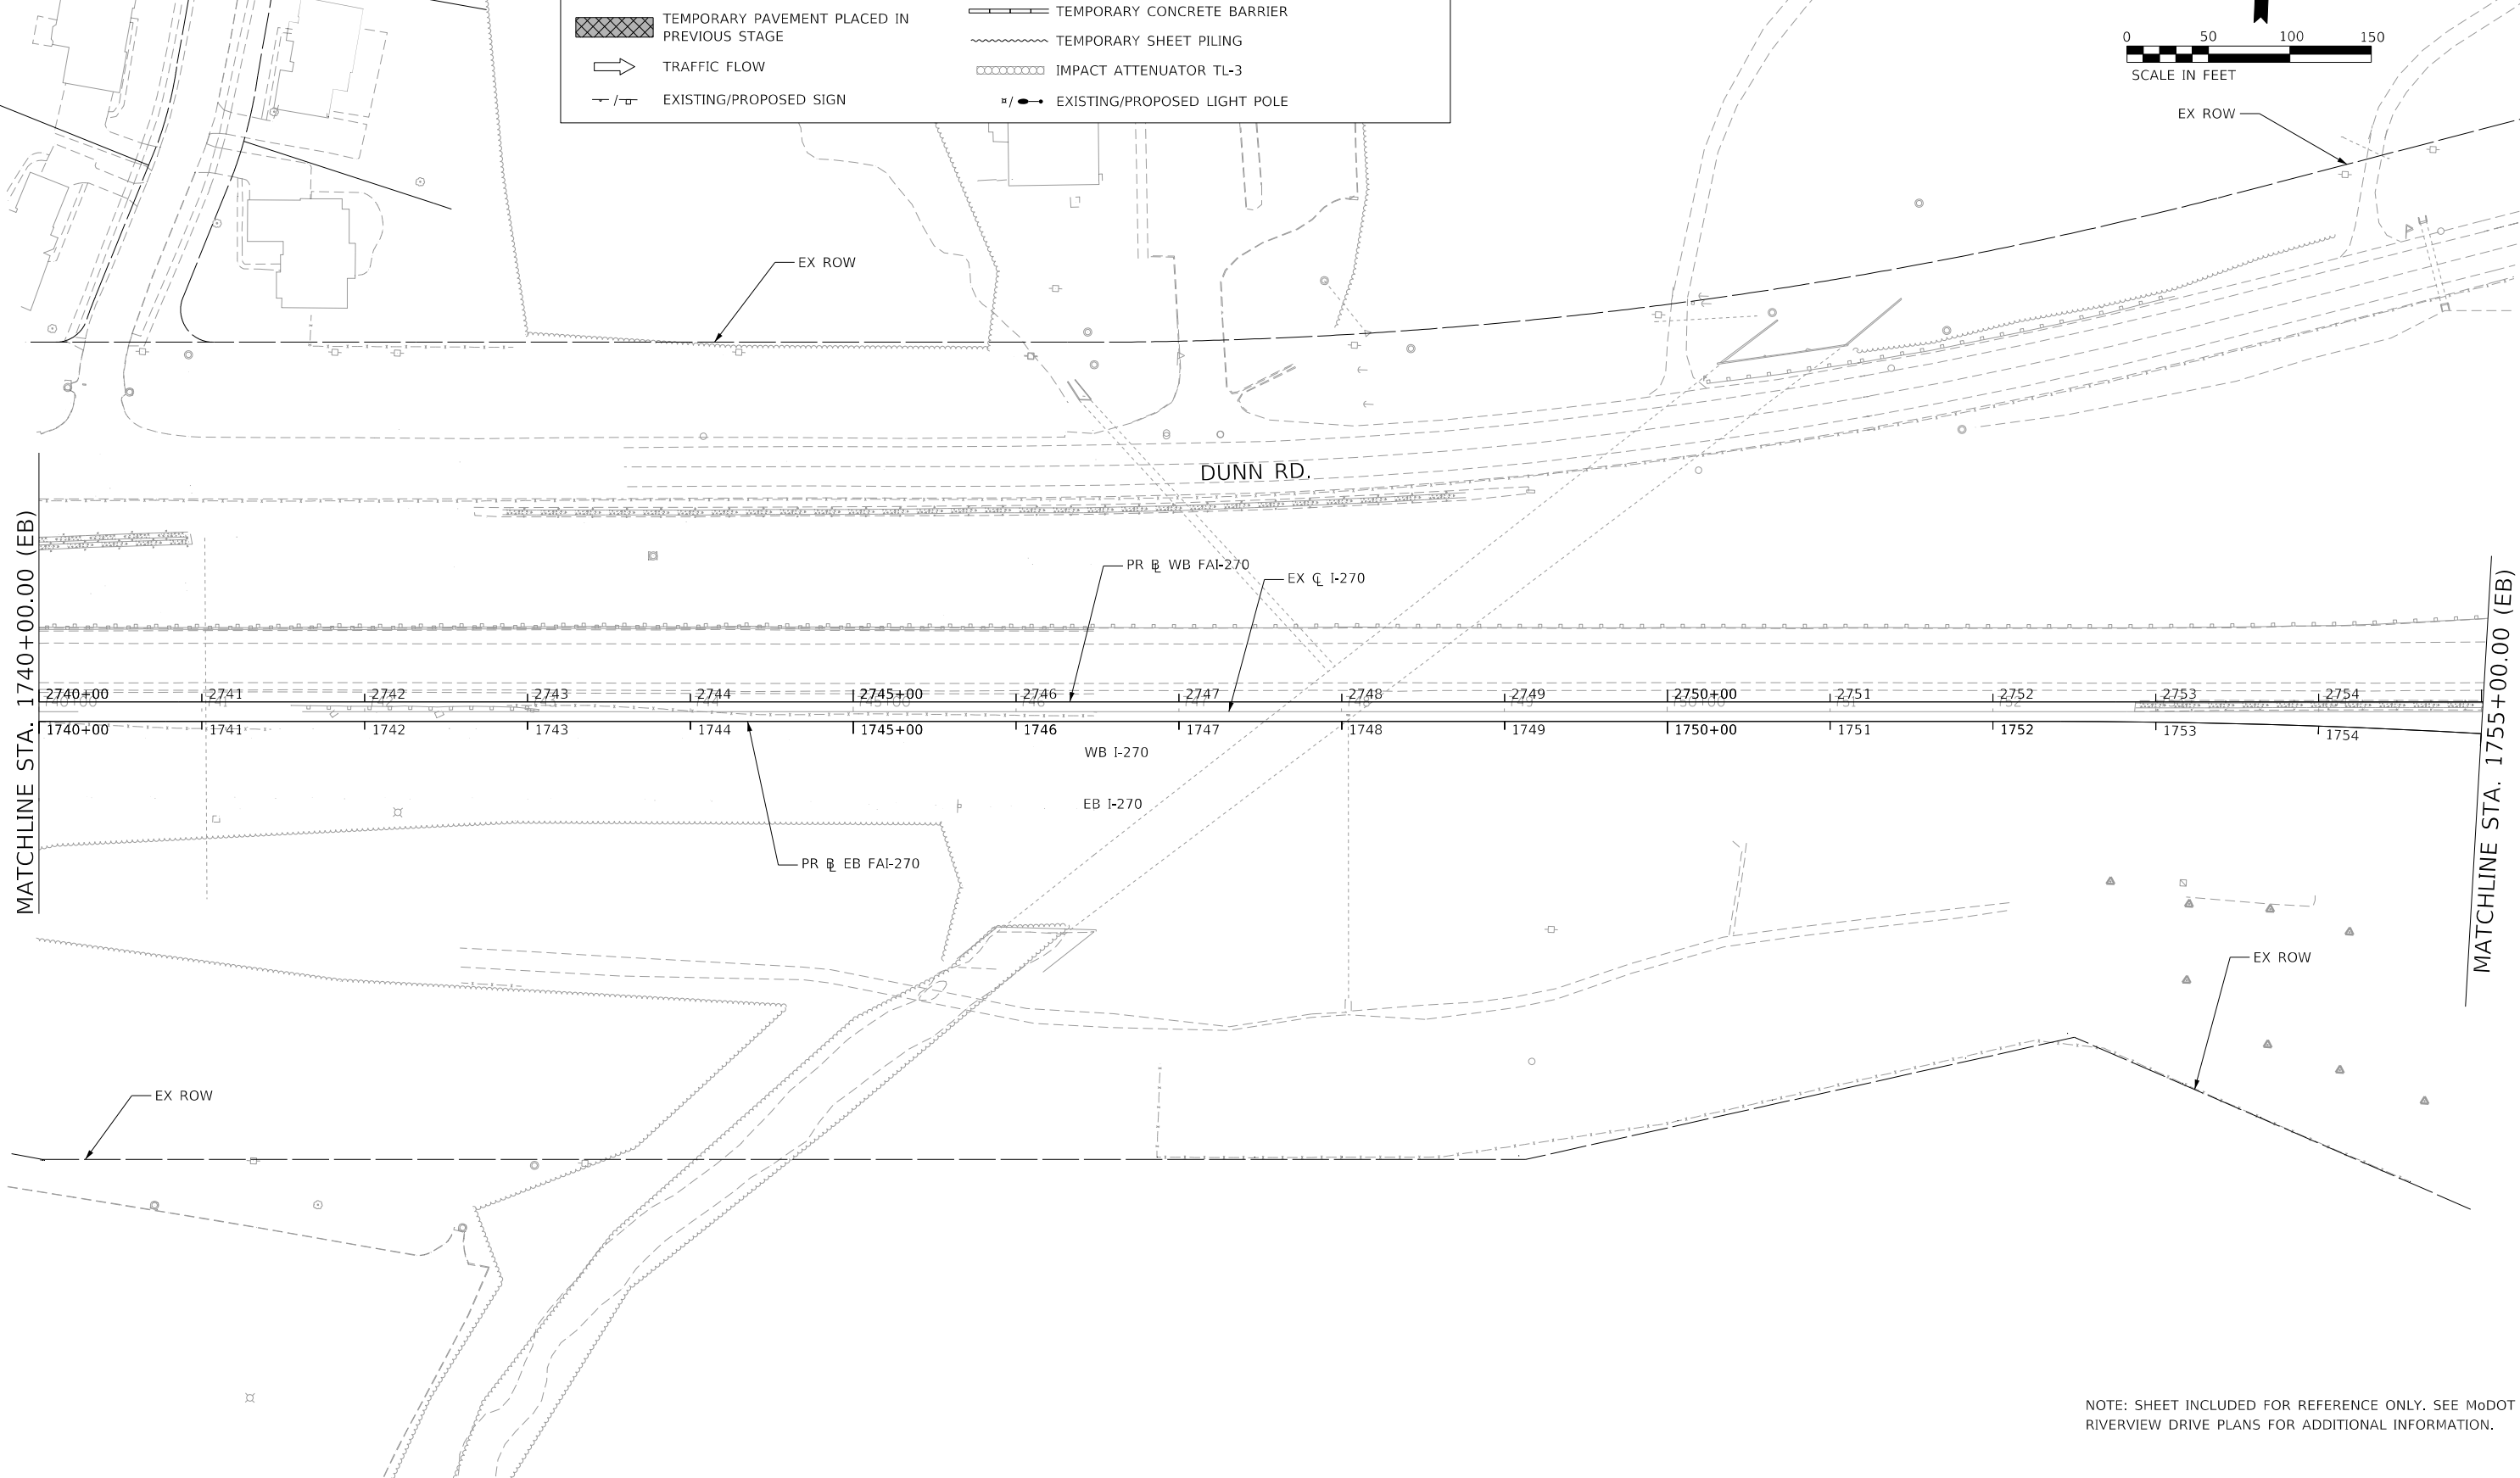 TEMPORARY PAVEMENT PLACED IN
PREVIOUS STAGE
TRAFFIC FLOW
EXISTING/PROPOSED SIGN
TEMPORARY CONCRETE BARRIER
TEMPORARY SHEET PILING
IMPACT ATTENUATOR TL-3
EXISTING/PROPOSED LIGHT POLE
0 50 100 150
SCALE IN FEET
EX ROW
EX ROW
DUNN RD.
MATCHLINE STA. 1740+00.00 (EB)
PR BL WB FAI-270
EX CL I-270
MATCHLINE STA. 1755+00.00 (EB)
2740+00 2741 2742 2743 2744 2745+00 2746 2747 2748 2749 2750+00 2751 2752 2753 2754
1740+00 1741 1742 1743 1744 1745+00 1746 1747 1748 1749 1750+00 1751 1752 1753 1754
WB I-270
EB I-270
PR BL EB FAI-270
EX ROW
EX ROW
NOTE: SHEET INCLUDED FOR REFERENCE ONLY. SEE MoDOT
RIVERVIEW DRIVE PLANS FOR ADDITIONAL INFORMATION.